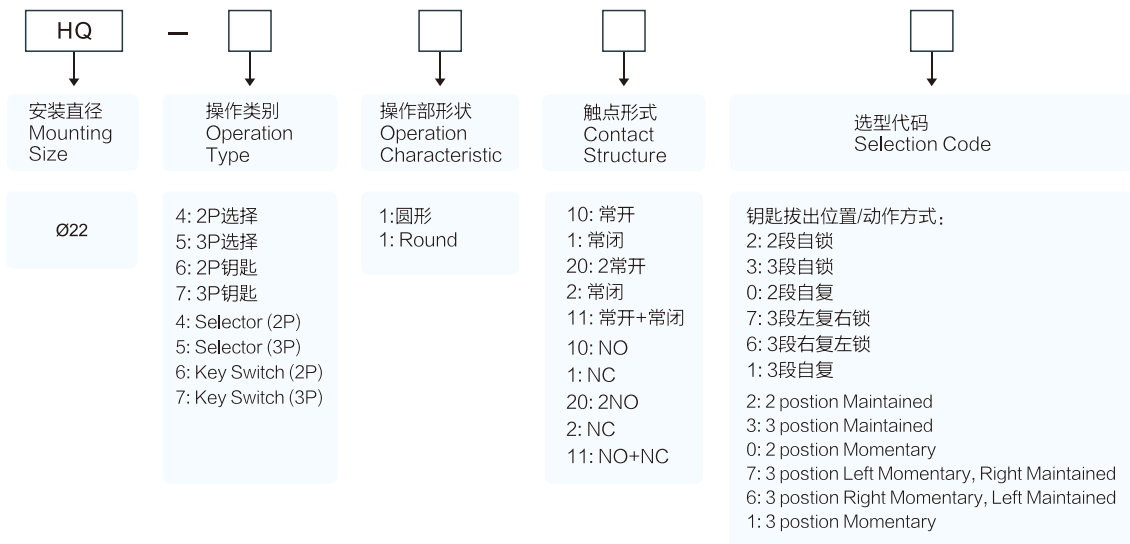 HQ
–
安装直径
Mounting
Size
操作类别
Operation
Type
操作部形状
Operation
Characteristic
触点形式
Contact
Structure
选型代码
Selection Code
Ø22
4: 2P选择
5: 3P选择
6: 2P钥匙
7: 3P钥匙
4: Selector (2P)
5: Selector (3P)
6: Key Switch (2P)
7: Key Switch (3P)
1:圆形
1: Round
10: 常开
1: 常闭
20: 2常开
2: 常闭
11: 常开+常闭
10: NO
1: NC
20: 2NO
2: NC
11: NO+NC
钥匙拔出位置/动作方式:
2: 2段自锁
3: 3段自锁
0: 2段自复
7: 3段左复右锁
6: 3段右复左锁
1: 3段自复
2: 2 postion Maintained
3: 3 postion Maintained
0: 2 postion Momentary
7: 3 postion Left Momentary, Right Maintained
6: 3 postion Right Momentary, Left Maintained
1: 3 postion Momentary